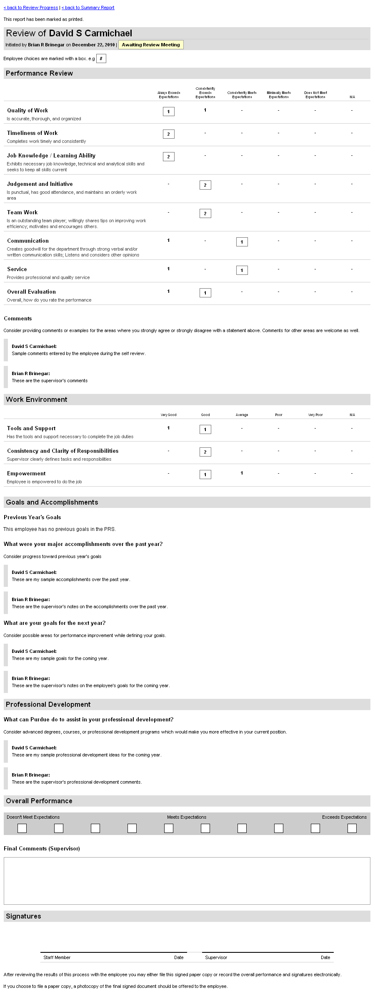 < back to Review Progress | < back to Summary Report
This report has been marked as printed.
Review of David S Carmichael
Initiated by Brian R Brinegar on December 22, 2010 | Awaiting Review Meeting
Employee choices are marked with a box. e.g #
Performance Review
Always Exceeds Expectations Consistently Exceeds Expectations Consistently Meets Expectations Minimally Meets Expectations Does Not Meet Expectations N/A
Quality of Work 1 1 - - - -
Is accurate, thorough, and organized
Timeliness of Work 2 - - - - -
Completes work timely and consistently
Job Knowledge / Learning Ability 2 - - - - -
Exhibits necessary job knowledge, technical and analytical skills and
seeks to keep all skills current
Judgement and Initiative - 2 - - - -
Is punctual, has good attendance, and maintains an orderly work
area
Team Work - 2 - - - -
Is an outstanding team player; willingly shares tips on improving work
efficiency; motivates and encourages others.
Communication 1 - 1 - - -
Creates goodwill for the department through strong verbal and/or
written communication skills; Listens and considers other opinions
Service 1 - 1 - - -
Provides professional and quality service
Overall Evaluation 1 1 - - - -
Overall, how do you rate the performance
Comments
Consider providing comments or examples for the areas where you strongly agree or strongly disagree with a statement above. Comments for other areas are welcome as well.
David S Carmichael:
Sample comments entered by the employee during the self review.
Brian R Brinegar:
These are the supervisor's comments
Work Environment
Very Good Good Average Poor Very Poor N/A
Tools and Support 1 1 - - - -
Has the tools and support necessary to complete the job duties
Consistency and Clarity of Responsibilities - 2 - - - -
Supervisor clearly defines tasks and responsibilities
Empowerment - 1 1 - - -
Employee is empowered to do the job
Goals and Accomplishments
Previous Year's Goals
This employee has no previous goals in the PRS.
What were your major accomplishments over the past year?
Consider progress toward previous year's goals
David S Carmichael:
These are my sample accomplishments over the past year.
Brian R Brinegar:
These are the supervisor's notes on the accomplishments over the past year.
What are your goals for the next year?
Consider possible areas for performance improvement while defining your goals.
David S Carmichael:
These are my sample goals for the coming year.
Brian R Brinegar:
These are the supervisor's notes on the employee's goals for the coming year.
Professional Development
What can Purdue do to assist in your professional development?
Consider advanced degrees, courses, or professional development programs which would make you more effective in your current position.
David S Carmichael:
These are my sample professional development ideas for the coming year.
Brian R Brinegar:
These are the supervisor's professional development comments.
Overall Performance
Doesn't Meet Expectations Meets Expectations Exceeds Expectations
Final Comments (Supervisor)
Signatures
Staff Member Date Supervisor Date
After reviewing the results of this process with the employee you may either file this signed paper copy or record the overall performance and signatures electronically.
If you choose to file a paper copy, a photocopy of the final signed document should be offered to the employee.